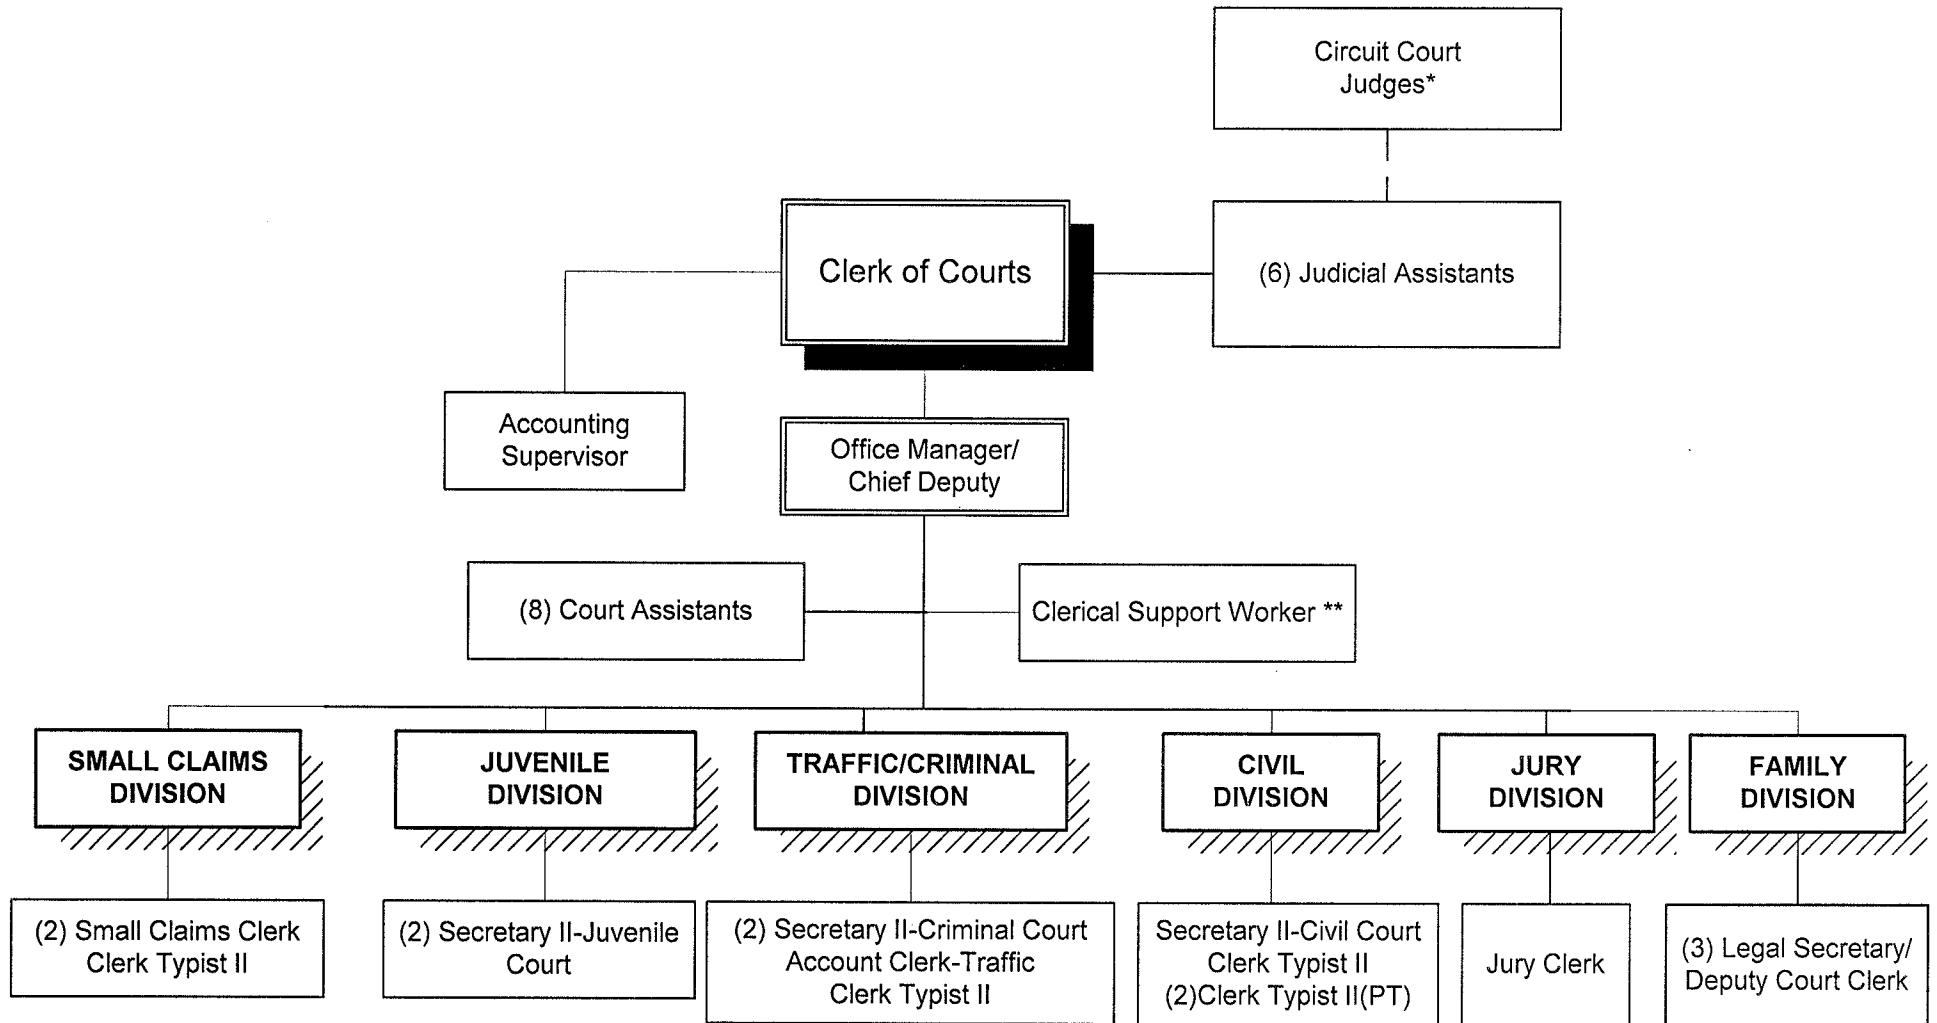 Circuit Court
Judges*
Clerk of Courts
(6) Judicial Assistants
Accounting
Supervisor
Office Manager/
Chief Deputy
(8) Court Assistants
Clerical Support Worker **
SMALL CLAIMS
DIVISION
JUVENILE
DIVISION
TRAFFIC/CRIMINAL
DIVISION
CIVIL
DIVISION
JURY
DIVISION
FAMILY
DIVISION
(2) Small Claims Clerk
Clerk Typist II
(2) Secretary II-Juvenile
Court
(2) Secretary II-Criminal Court
Account Clerk-Traffic
Clerk Typist II
Secretary II-Civil Court
Clerk Typist II
(2)Clerk Typist II(PT)
Jury Clerk
(3) Legal Secretary/
Deputy Court Clerk